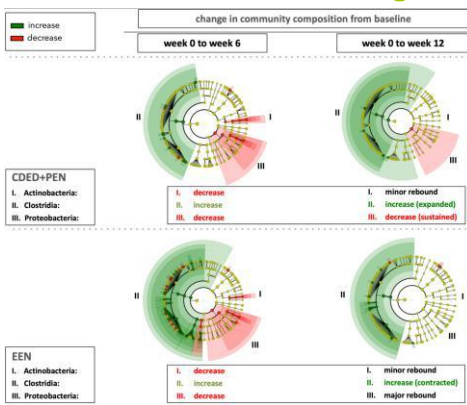 increase
decrease
change in community composition from baseline
week 0 to week 6
week 0 to week 12
II
I
III
II
I
III
CDED+PEN
I. Actinobacteria:
II. Clostridia:
III. Proteobacteria:
I. decrease
II. increase
III. decrease
I. minor rebound
II. increase (expanded)
III. decrease (sustained)
II
I
III
II
I
III
EEN
I. Actinobacteria:
II. Clostridia:
III. Proteobacteria:
I. decrease
II. increase
III. decrease
I. minor rebound
II. increase (contracted)
III. major rebound